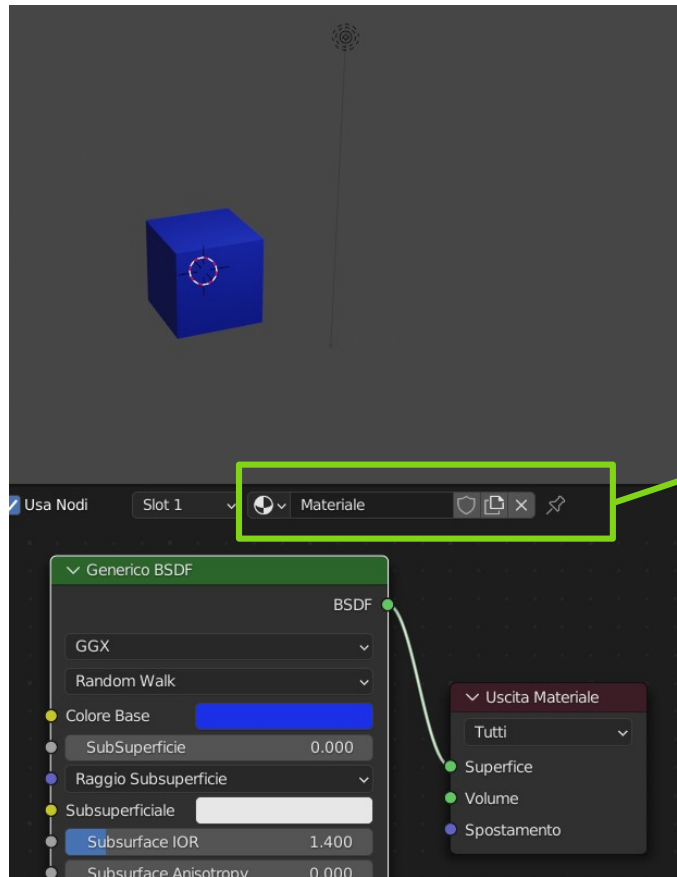 Usa Nodi Slot 1 Materiale
Generico BSDF
BSDF
GGX
Random Walk
Colore Base
SubSuperficie 0.000
Raggio Subsuperficie
Subsuperficiale
Subsurface IOR 1.400
Subsurface Anisotropy 0.000
Uscita Materiale
Tutti
Superfice
Volume
Spostamento